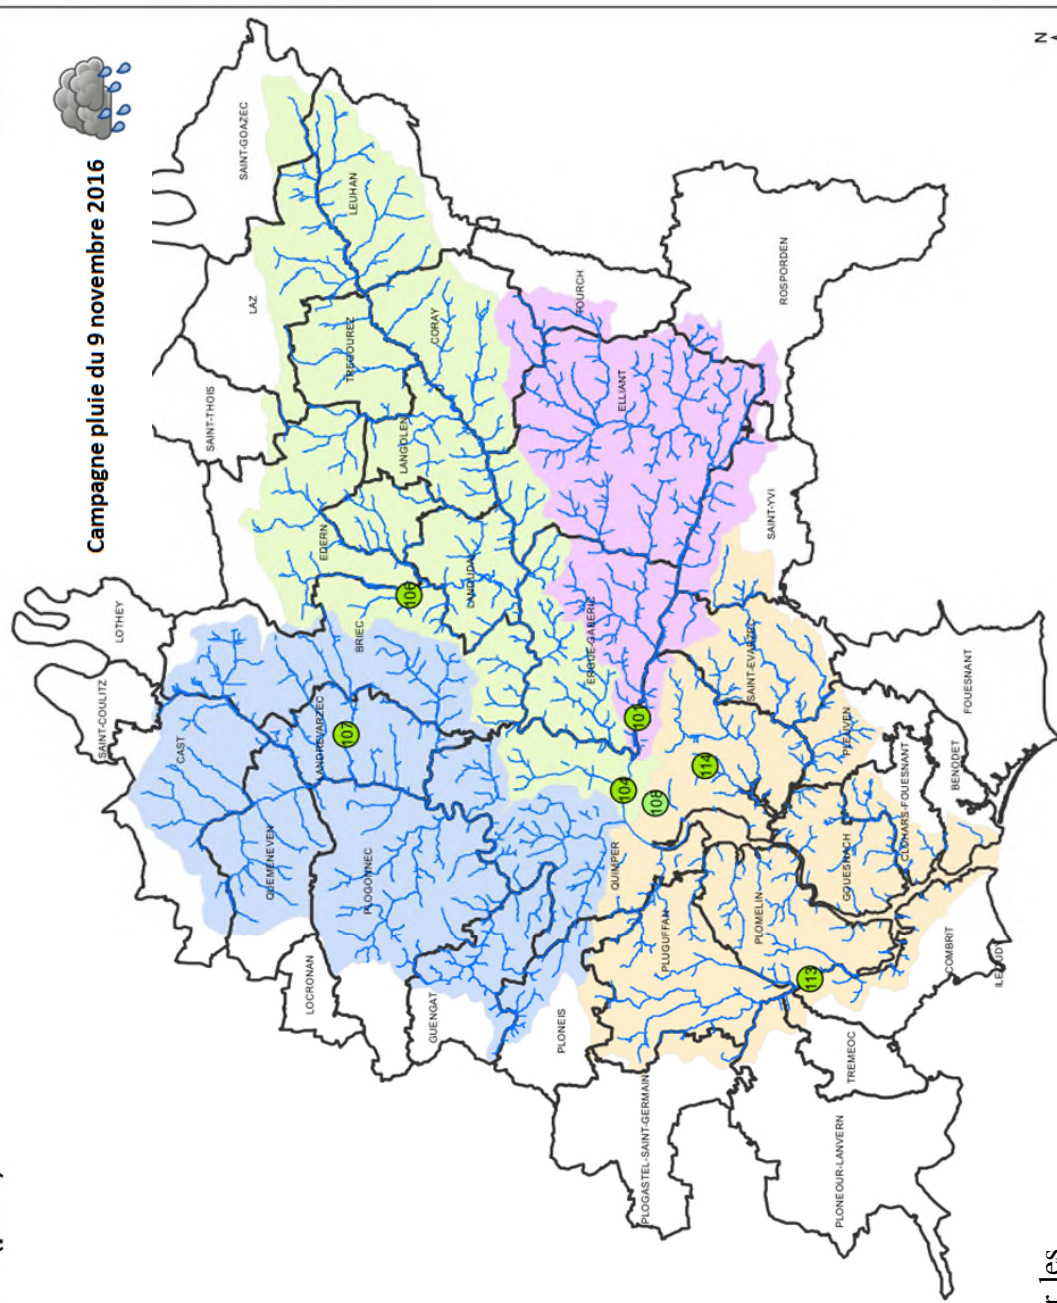 Campagne pluie du 9 novembre 2016
N
SAINT-GOAZEC
LEUHAN
LAZ
TREGOUREZ
CORAY
TOURCH
ROSPORDEN
SAINT-THOIS
LANGOLEN
ELLIANT
SAINT-YVI
EDERN
LANDUDAL
LOTHEY
BRIEC
106
ERGUE-GABERIC
SAINT-EVARZEC
SAINT-COULITZ
CAST
LANDREVARZEC
107
101
114
104
105
PLEUVEN
FOUESNANT
BENODET
CLOHARS-FOUESNANT
GOUESNACH
QUEMENEVEN
PLOGONNEC
QUIMPER
PLUGUFFAN
PLOMELIN
113
COMBRIT
LOCRONAN
GUENGAT
PLONEIS
TREMEOC
PLOGASTEL-SAINT-GERMAIN
PLONEOUR-LANVERN
r les